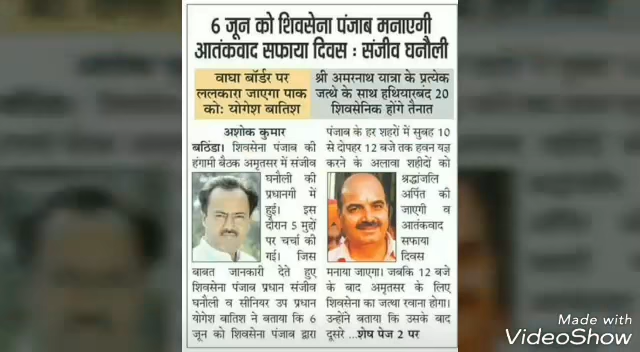 6 जून को शिवसेना पंजाब मनाएगी
आतंकवाद सफाया दिवस : संजीव घनौली
वाघा बॉर्डर पर
ललकारा जाएगा पाक
को: योगेश बातिश
श्री अमरनाथ यात्रा के प्रत्येक
जत्थे के साथ हथियारबंद 20
शिवसैनिक होंगे तैनात
अशोक कुमार
बठिंडा। शिवसेना पंजाब की
हंगामी बैठक अमृतसर में संजीव
घनौली की
प्रधानगी में
हुई। इस
दौरान 5 मुद्दों
पर चर्चा की
गई। जिस
बाबत जानकारी देते हुए
शिवसेना पंजाब प्रधान संजीव
घनौली व सीनियर उप प्रधान
योगेश बातिश ने बताया कि 6
जून को शिवसेना पंजाब द्वारा
पंजाब के हर शहरों में सुबह 10
से दोपहर 12 बजे तक हवन यज्ञ
करने के अलावा शहीदों को
श्रद्धांजलि
अर्पित की
जाएगी व
आतंकवाद
सफाया
दिवस
मनाया जाएगा। जबकि 12 बजे
के बाद अमृतसर के लिए
शिवसेना का जत्था रवाना होगा।
उन्होंने बताया कि उसके बाद
दूसरे ...शेष पेज 2 पर
Made with
VideoShow